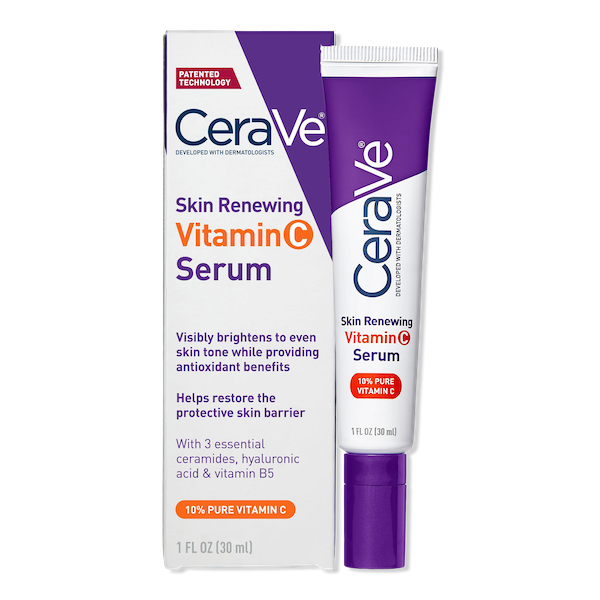 PATENTED
TECHNOLOGY
CeraVe®
DEVELOPED WITH DERMATOLOGISTS
Skin Renewing
Vitamin C
Serum
Visibly brightens to even
skin tone while providing
antioxidant benefits
Helps restore the
protective skin barrier
With 3 essential
ceramides, hyaluronic
acid & vitamin B5
10% PURE VITAMIN C
1 FL OZ (30 ml)
CeraVe®
DEVELOPED WITH DERMATOLOGISTS
Skin Renewing
Vitamin C
Serum
10% PURE
VITAMIN C
1 FL OZ (30 ml)